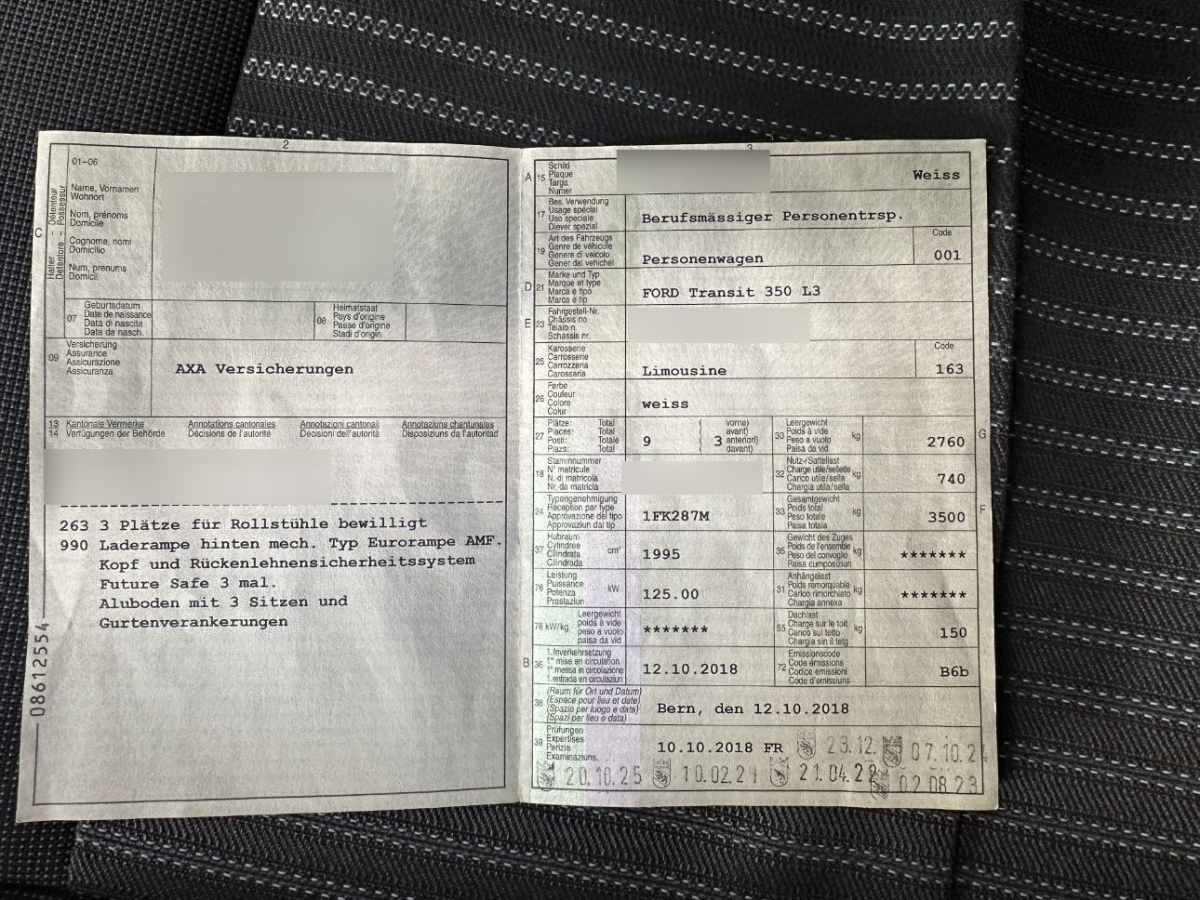 2
01-06
Halter - Détenteur
Detentore - Possessur
C
Name, Vornamen
Wohnort
Nom, prénoms
Domicile
Cognome, nomi
Domicilio
Num, prenums
Domicil
07
Geburtsdatum
Date de naissance
Data di nascita
Data da nasch.
08
Heimatstaat
Pays d'origine
Paese d'origine
Stadi d'origin
09
Versicherung
Assurance
Assicurazione
Assicuranza
AXA Versicherungen
13 Kantonale Vermerke Annotations cantonales Annotazioni cantonali Annotaziuns chantunalas
14 Verfügungen der Behörde Décisions de l'autorité Decisioni dell'autorità Disposiziuns da l'autoritad
263 3 Plätze für Rollstühle bewilligt
990 Laderampe hinten mech. Typ Eurorampe AMF.
Kopf und Rückenlehnensicherheitssystem
Future Safe 3 mal.
Aluboden mit 3 Sitzen und
Gurtenverankerungen
08612554
3
A 15
Schild
Plaque
Targa
Numer
Weiss
17
Bes. Verwendung
Usage spécial
Uso speciale
Diever spezial
Berufsmässiger Personentrsp.
19
Art des Fahrzeugs
Genre de véhicule
Genere di veicolo
Gener dal vehichel
Personenwagen
Code
001
D 21
Marke und Typ
Marque et type
Marca e tipo
Marca e tip
FORD Transit 350 L3
E 23
Fahrgestell-Nr.
Châssis no
Telaio n.
Schassis nr.
25
Karosserie
Carrosserie
Carrozzeria
Carossaria
Limousine
Code
163
26
Farbe
Couleur
Colore
Colur
weiss
27
Plätze: Total
Places: Total
Posti: Totale
Plazs: Total
9
3
vorne)
avant)
anteriori)
davant)
30
Leergewicht
Poids à vide
Peso a vuoto
Paisa da vid
kg
2760
G
18
Stammnummer
N° matricule
N. di matricola
Nr. da matricla
32
Nutz-/Sattellast
Charge utile/sellette
Carico utile/sella
Chargia utila/sella
kg
740
24
Typengenehmigung
Réception par type
Approvazione del tipo
Approvaziun dal tip
1FK287M
33
Gesamtgewicht
Poids total
Peso totale
Paisa totala
kg
3500
F
37
Hubraum
Cylindrée
Cilindrata
Cilindrada
cm³
1995
35
Gewicht des Zuges
Poids de l'ensemble
Peso del convoglio
Paisa cumposiziun
kg
*******
76
Leistung
Puissance
Potenza
Prestaziun
kW
125.00
31
Anhängelast
Poids remorquable
Carico rimorchiato
Chargia annexa
kg
*******
78 kW/kg
Leergewicht
poids à vide
peso a vuoto
paisa da vid
*******
55
Dachlast
Charge sur le toit
Carico sul tetto
Chargia sin il tetg
kg
150
B 36
1. Inverkehrsetzung
1re mise en circulation
1a messa in circolazione
1. entrada en circulaziun
12.10.2018
72
Emissionscode
Code émissions
Codice emissioni
Code d'emissiuns
B6b
38
(Raum für Ort und Datum)
(Espace pour lieu et date)
(Spazio per luogo e data)
(Spazi per lieu e data)
Bern, den 12.10.2018
39
Prüfungen
Expertises
Perizie
Examinaziuns
10.10.2018 FR
23.12.
07.10.2
20.10.25
10.02.21
21.04.22
02.08.23